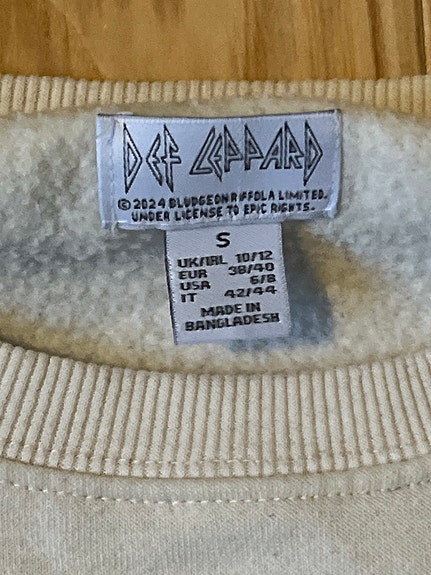 DEF LEPPARD
© 2024 BLUDGEON RIFFOLA LIMITED.
UNDER LICENSE TO EPIC RIGHTS.
S
UK/IRL 10/12
EUR 38/40
USA 6/8
IT 42/44
MADE IN
BANGLADESH